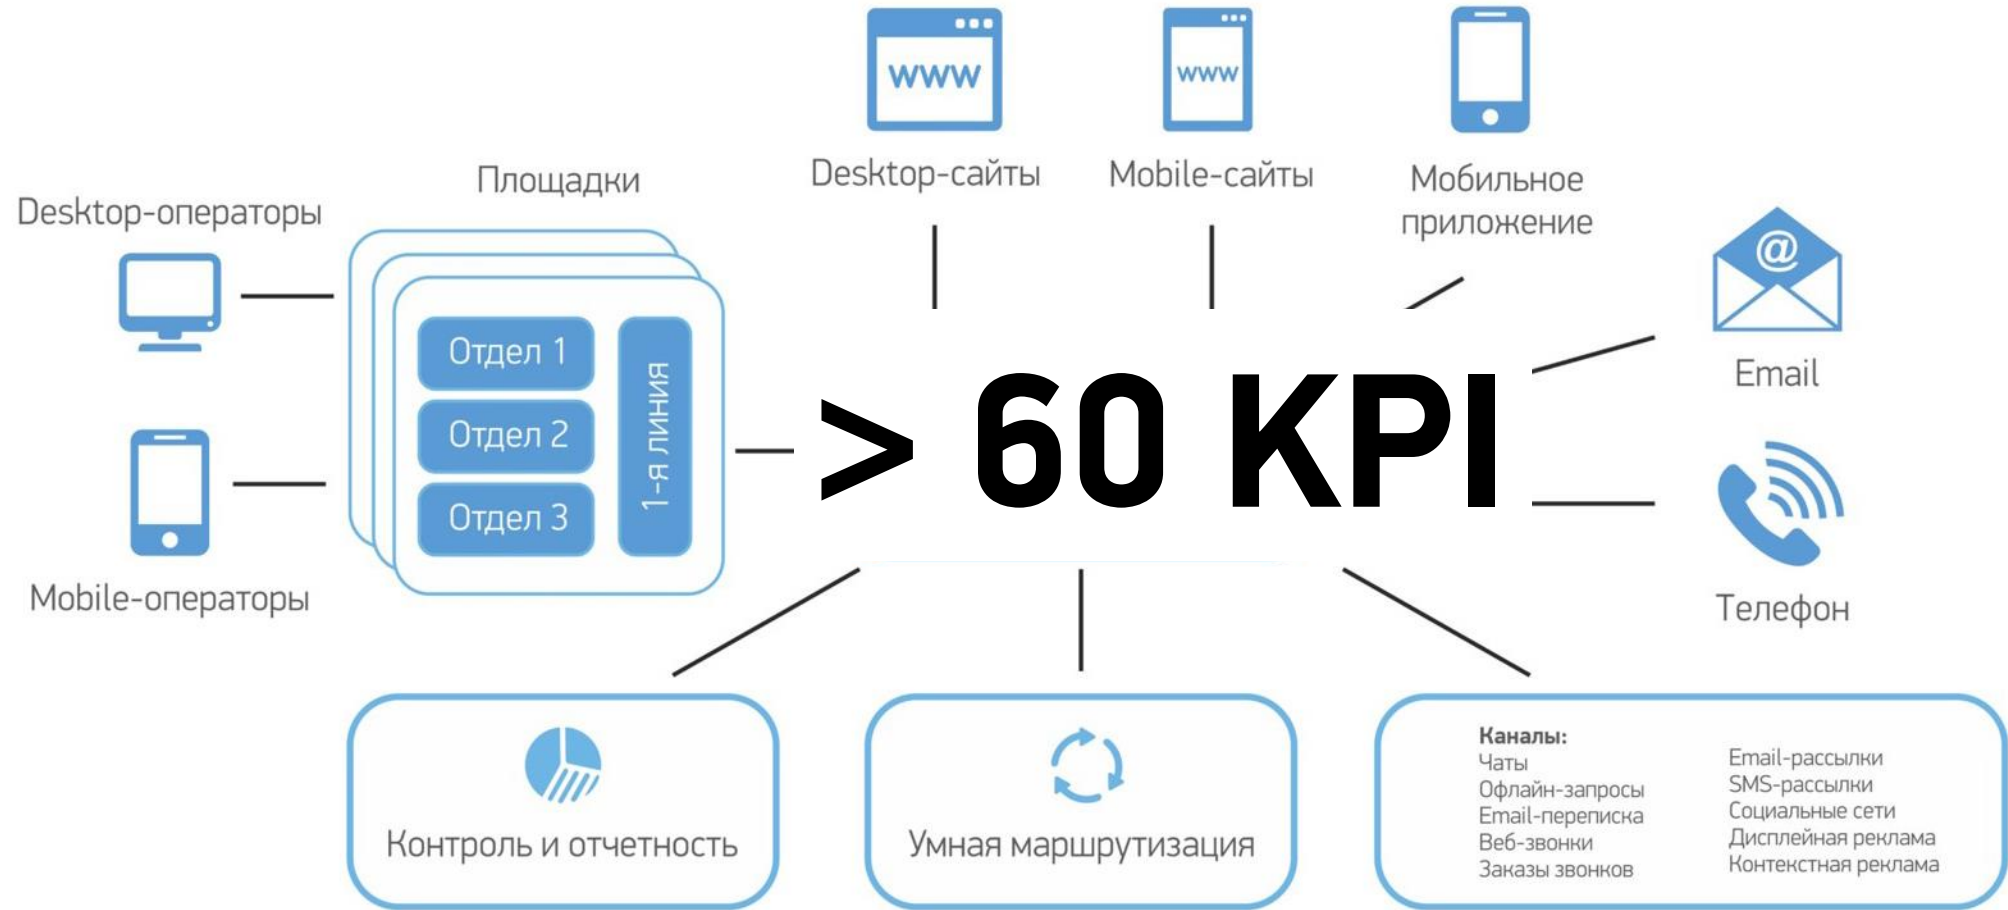 www
www
Desktop-сайты
Mobile-сайты
Мобильное
приложение
Площадки
Desktop-операторы
@
Email
Отдел 1
Отдел 2
Отдел 3
1-я линия
> 60 KPI
Mobile-операторы
Телефон
Контроль и отчетность
Умная маршрутизация
Каналы:
Чаты
Офлайн-запросы
Email-переписка
Веб-звонки
Заказы звонков
Email-рассылки
SMS-рассылки
Социальные сети
Дисплейная реклама
Контекстная реклама